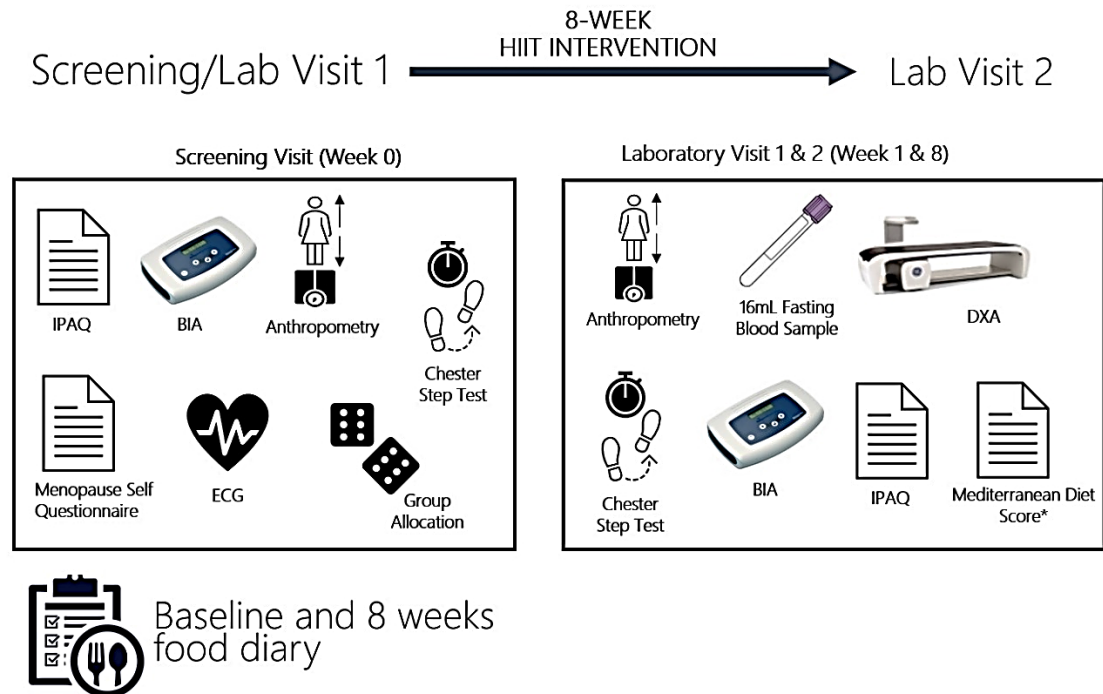 8-WEEK
HIIT INTERVENTION
Screening/Lab Visit 1
Lab Visit 2
Screening Visit (Week 0)
IPAQ
BIA
Anthropometry
Chester
Step Test
Menopause Self
Questionnaire
ECG
Group
Allocation
Laboratory Visit 1 & 2 (Week 1 & 8)
Anthropometry
16mL Fasting
Blood Sample
DXA
Chester
Step Test
BIA
IPAQ
Mediterranean Diet
Score*
Baseline and 8 weeks
food diary